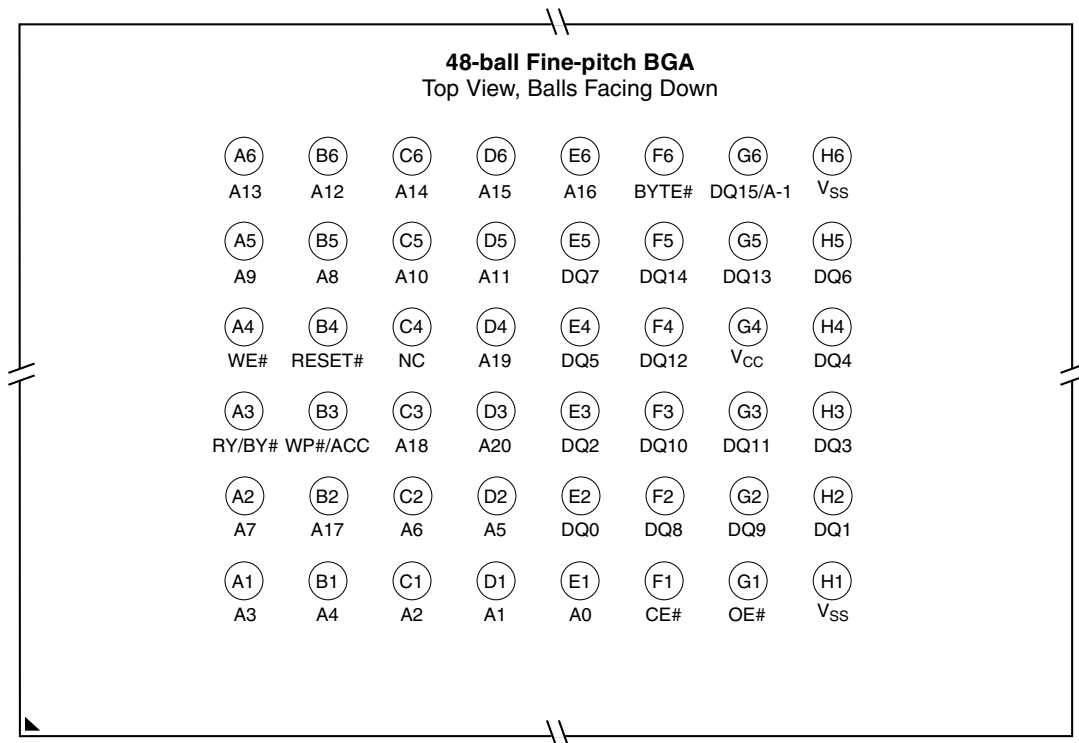 48-ball Fine-pitch BGA
Top View, Balls Facing Down
A6 B6 C6 D6 E6 F6 G6 H6
A13 A12 A14 A15 A16 BYTE# DQ15/A-1 VSS
A5 B5 C5 D5 E5 F5 G5 H5
A9 A8 A10 A11 DQ7 DQ14 DQ13 DQ6
A4 B4 C4 D4 E4 F4 G4 H4
WE# RESET# NC A19 DQ5 DQ12 VCC DQ4
A3 B3 C3 D3 E3 F3 G3 H3
RY/BY# WP#/ACC A18 A20 DQ2 DQ10 DQ11 DQ3
A2 B2 C2 D2 E2 F2 G2 H2
A7 A17 A6 A5 DQ0 DQ8 DQ9 DQ1
A1 B1 C1 D1 E1 F1 G1 H1
A3 A4 A2 A1 A0 CE# OE# VSS